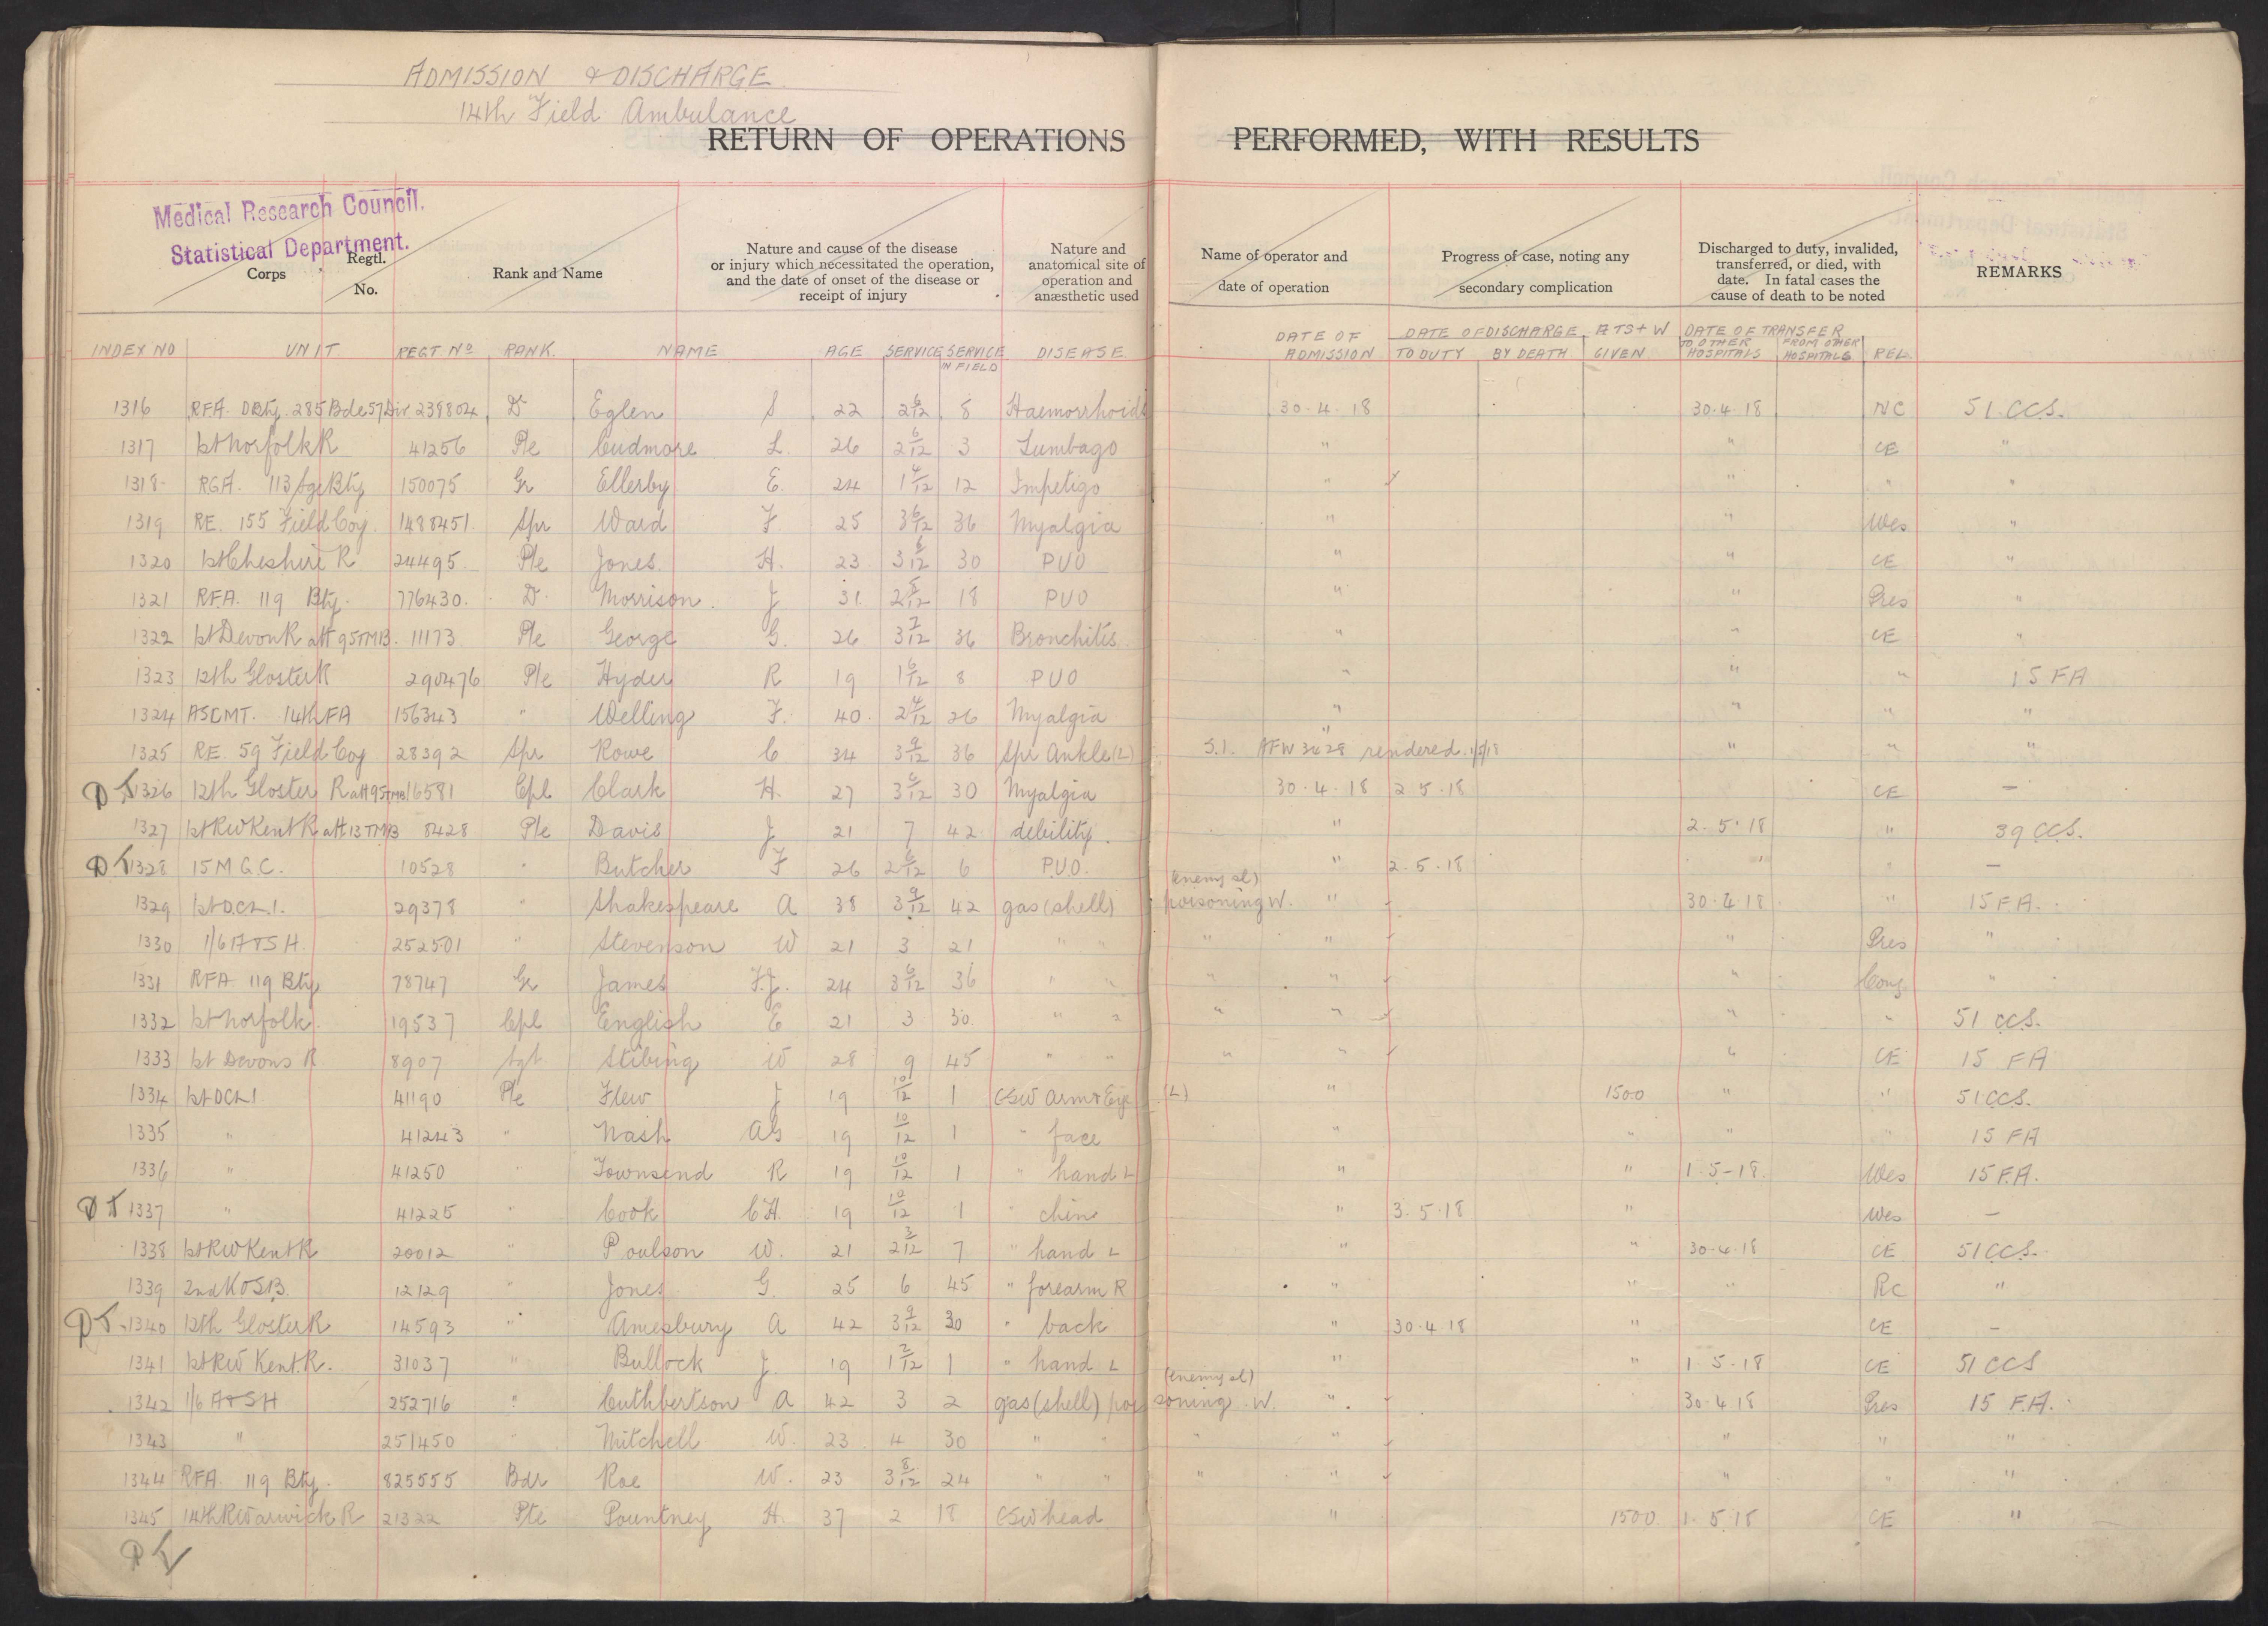 ADMISSION & DISCHARGE
14th Field Ambulance
RETURN OF OPERATIONS PERFORMED, WITH RESULTS
Medical Research Council.
Statistical Department.
Corps
Regtl. No.
Rank and Name
Nature and cause of the disease or injury which necessitated the operation, and the date of onset of the disease or receipt of injury
Nature and anatomical site of operation and anæsthetic used
Name of operator and date of operation
Progress of case, noting any secondary complication
Discharged to duty, invalided, transferred, or died, with date. In fatal cases the cause of death to be noted
REMARKS
INDEX NO UNIT REGT. No RANK. NAME AGE SERVICE SERVICE IN FIELD DISEASE DATE OF ADMISSION DATE OF DISCHARGE TO DUTY BY DEATH ATS+W GIVEN DATE OF TRANSFER TO OTHER HOSPITALS FROM OTHER HOSPITALS REL.
1316 RFA. DBty. 285 Bde 57 Div 238804 D Eglen S 22 2 6/12 8 Haemorrhoids 30.4.18 30.4.18 NC 51.CCS.
1317 1st Norfolk R 41256 Pte Cudmore L. 26 2 6/12 3 Lumbago " " CE "
1318 RGA. 113 Sge Bty 150075 Gr Ellerby E. 24 1 4/12 12 Impetigo " " " "
1319 RE. 155 Field Coy. 1488451. Spr Ward F. 25 3 6/12 36 Myalgia " " Wes "
1320 1st Cheshire R 24495. Pte Jones. H. 23 3 6/12 30 PUO " " CE "
1321 RFA. 119 Bty. 776430. D. Morrison. J 31 2 5/12 18 PUO " " Pres "
1322 1st Devon R att 95TMB. 11173 Pte George G. 26 3 7/12 36 Bronchitis. " " CE "
1323 12th Gloster R 290476 Pte Hyder R 19 1 6/12 8 PUO " " " 15 FA
1324 ASCMT. 14th FA 156343 " Welling F. 40. 2 4/12 26 Myalgia " " " "
1325 RE. 59 Field Coy 28392 Spr Rowe C 34 3 9/12 36 Spr Ankle (L) S.I. AFW 3428 rendered. 1/5/18 " " " "
DT 1326 12th Gloster R att 95TMB 16581 Cpl Clark H. 27 3 6/12 30 Myalgia 30.4.18 2.5.18 CE —
1327 1st RW Kent R att. 13 TMB 8428 Pte Davis J 21 7 42 debility. " 2.5.18 " 39 CCS.
DT 1328 15 M.G.C. 10528 " Butcher F 26 2 6/12 6 P.U.O. " 2.5.18 " " —
1329 1st D.C.L.I. 29378 " Shakespeare A 38 3 9/12 42 gas (shell) (enemy al) poisoning W. " 30.4.18 " 15 F.A.
1330 1/6 A&SH. 252501 " Stevenson W 21 3 21 " " " " " Pres "
1331 RFA 119 Bty 78747 Gr James F.J. 24 3 6/12 36 " " " " " Cong "
1332 1st Norfolk. 19537 Cpl English E 21 3 30 " " " " " " 51 CCS.
1333 1st Devons R 8907 Sgt. Stibing W 28 9 45 " " " " " CE 15 FA
1334 1st DCLI 41190 Pte Flew J 19 10/12 1 GSW Arm & Eye (L) " 1500 " " 51 CCS.
1335 " 41243 " Nash AG 19 10/12 1 " face " " " " 15 FA
1336 " 41250 " Townsend R 19 10/12 1 " hand L " " 1.5-18. Wes 15 F.A.
DT 1337 " 41225 " Cook CH. 19 10/12 1 " chin " 3.5.18 " Wes —
1338 1st RW Kent R 20012 " Poulson W. 21 2 3/12 7 " hand L " " 30.4.18 CE 51 CCS.
1339 2nd KOSB. 12129 " Jones G. 25 6 45 " forearm R " " " RC "
DT 1340 12th Gloster R 14593 " Amesbury A 42 3 9/12 30 " back " 30.4.18 " CE —
1341 1st RW Kent. R. 31037 " Bullock J. 19 1 2/12 1 " hand L " " 1.5.18 CE 51 CCS
1342 1/6 A&SH 252716 " Cuthbertson A 42 3 2 gas (shell) poisoning (enemy al) W. " 30.4.18 Pres 15 F.A.
1343 " 251450 " Mitchell W. 23 4 30 " " " " " " "
1344 RFA. 119 Bty. 825555 Bdr Roe W. 23 3 8/12 24 " " " " " " "
1345 14th R Warwick R 21322 Pte Pountney H. 37 2 18 GSW head " 1500 1.5.18 CE "
DT